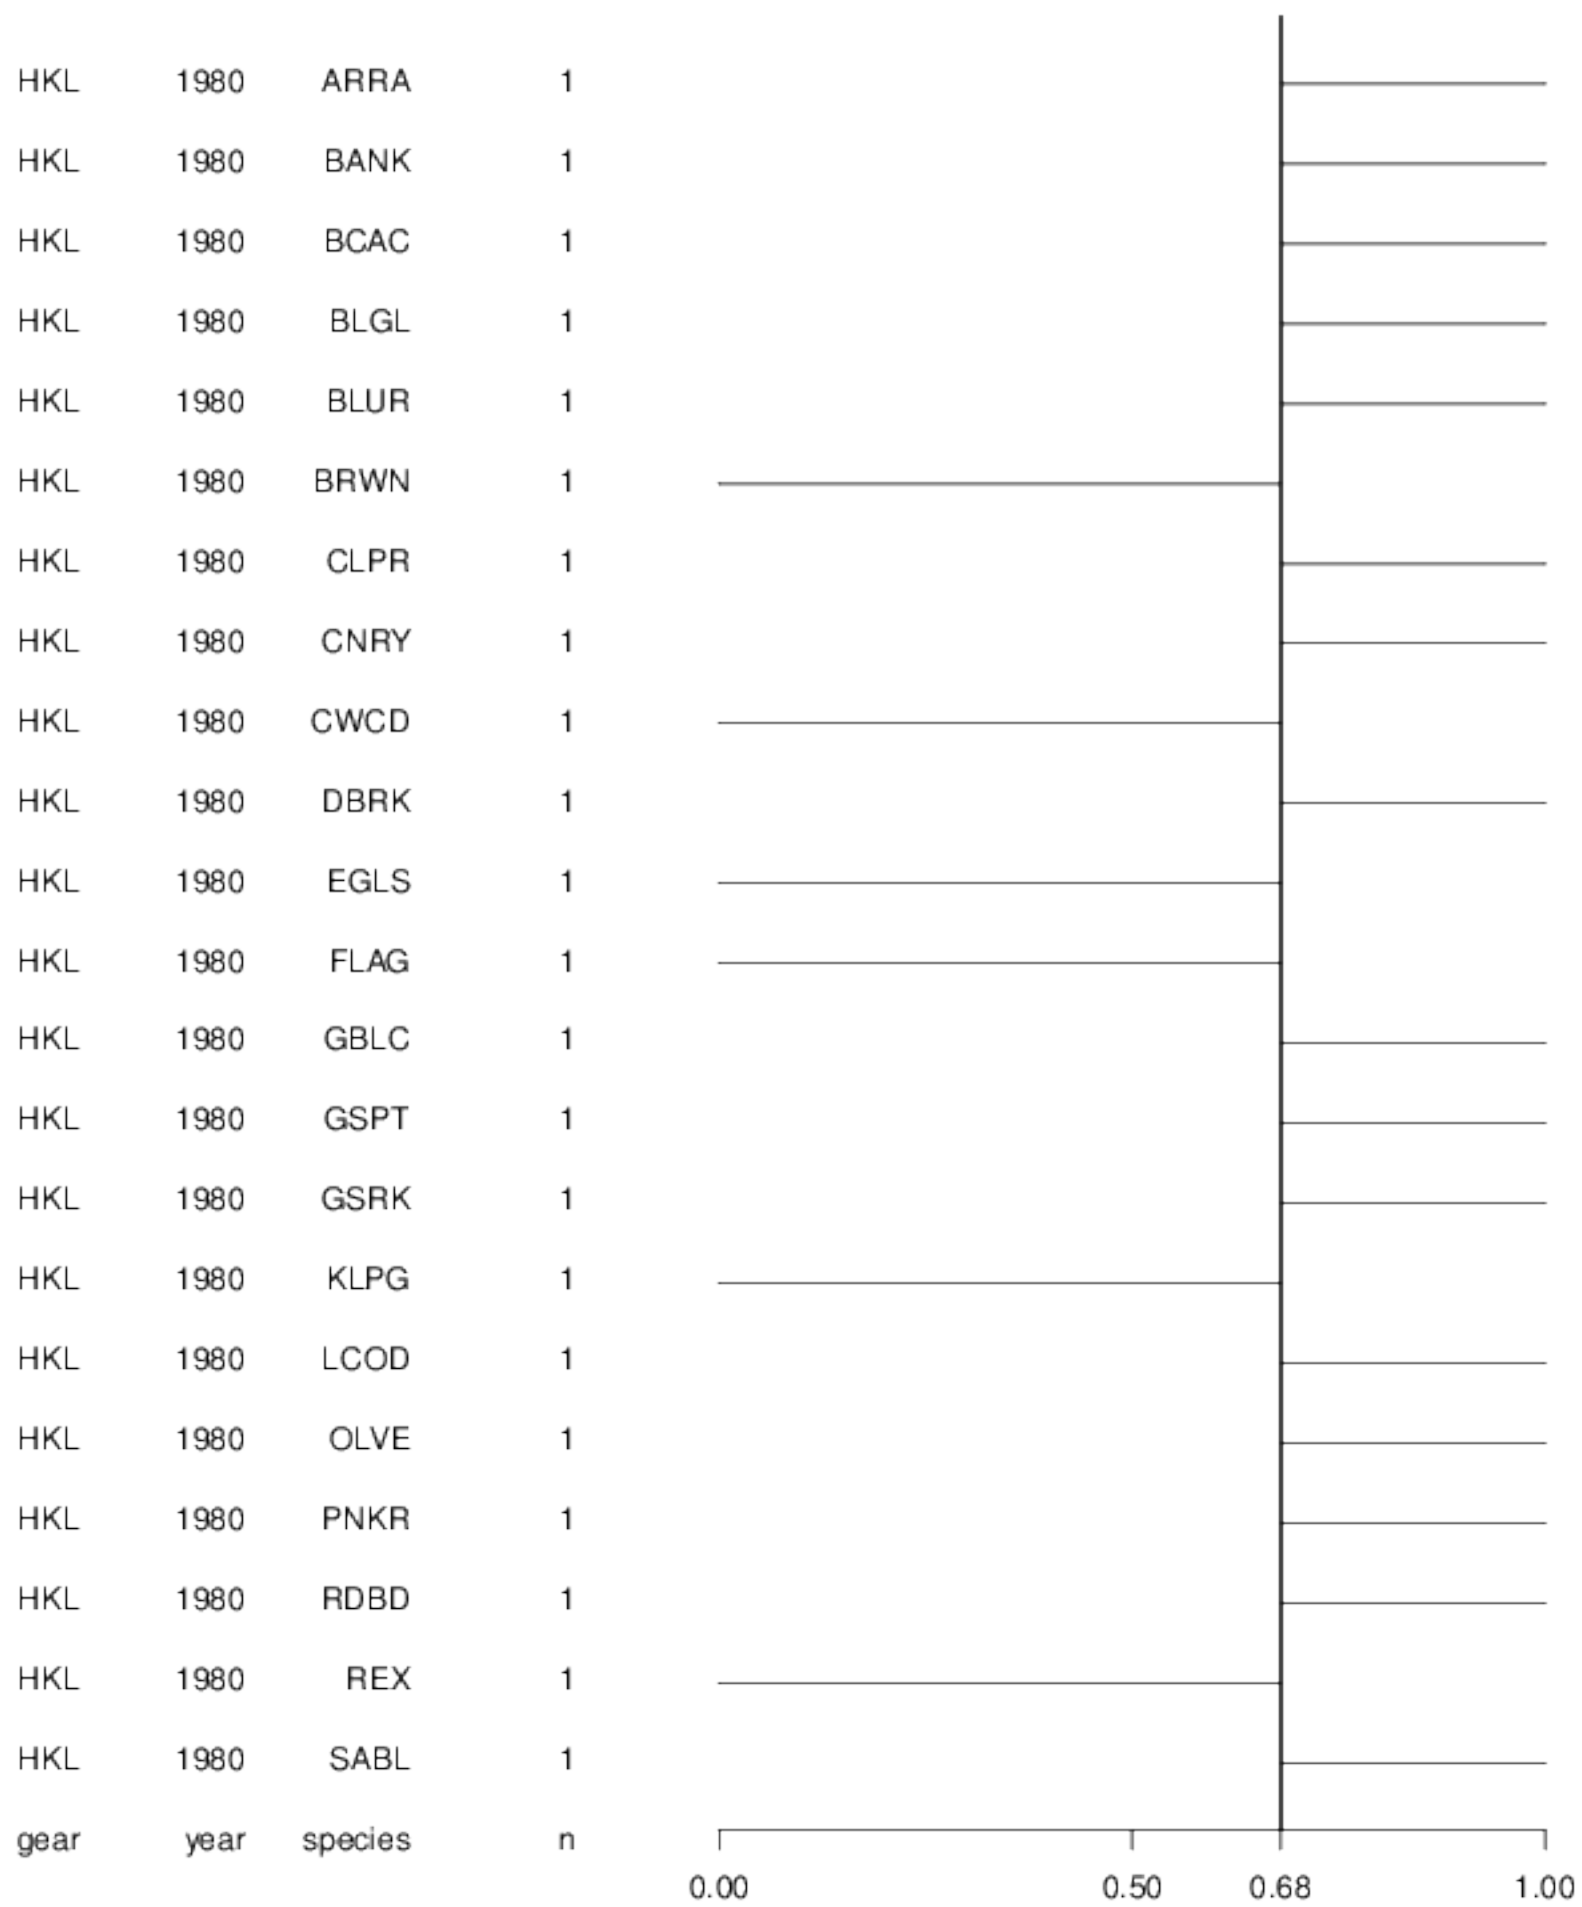 HKL 1980 ARRA 1
HKL 1980 BANK 1
HKL 1980 BCAC 1
HKL 1980 BLGL 1
HKL 1980 BLUR 1
HKL 1980 BRWN 1
HKL 1980 CLPR 1
HKL 1980 CNRY 1
HKL 1980 CWCD 1
HKL 1980 DBRK 1
HKL 1980 EGLS 1
HKL 1980 FLAG 1
HKL 1980 GBLC 1
HKL 1980 GSPT 1
HKL 1980 GSRK 1
HKL 1980 KLPG 1
HKL 1980 LCOD 1
HKL 1980 OLVE 1
HKL 1980 PNKR 1
HKL 1980 RDBD 1
HKL 1980 REX 1
HKL 1980 SABL 1
gear year species n
0.00 0.50 0.68 1.00